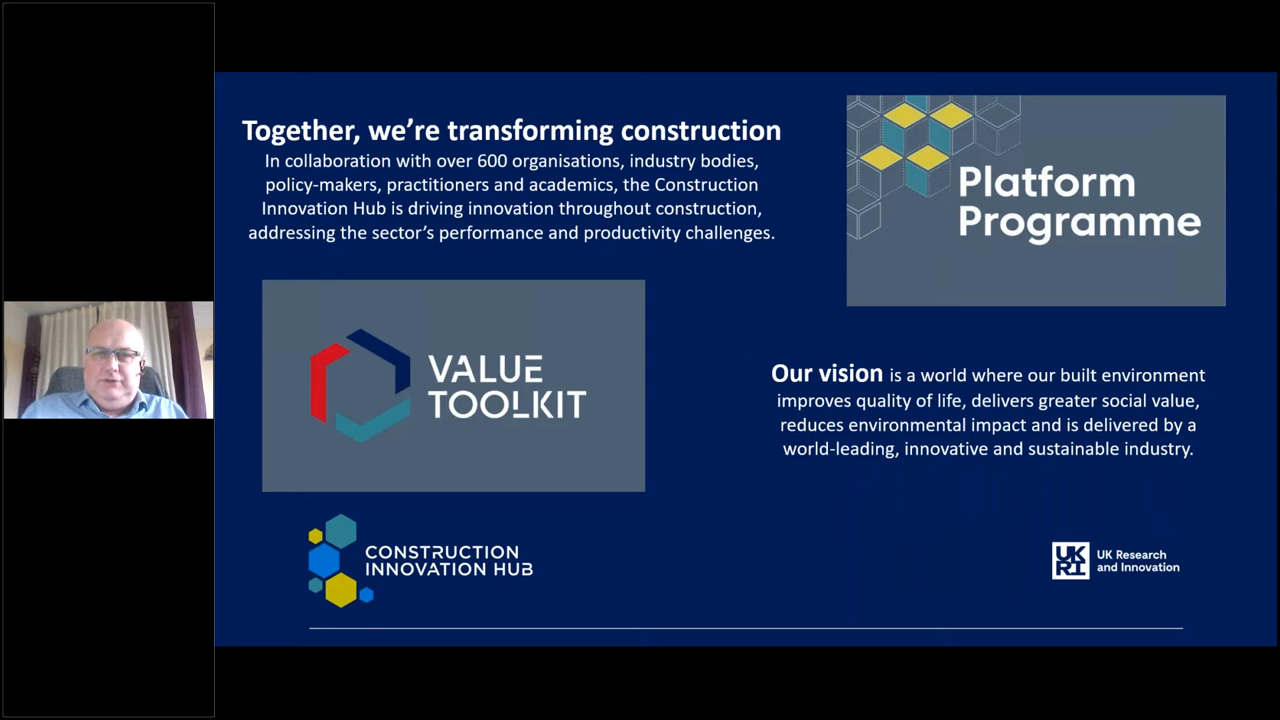 Together, we're transforming construction
In collaboration with over 600 organisations, industry bodies,
policy-makers, practitioners and academics, the Construction
Innovation Hub is driving innovation throughout construction,
addressing the sector's performance and productivity challenges.
Platform
Programme
VALUE
TOOLKIT
Our vision is a world where our built environment
improves quality of life, delivers greater social value,
reduces environmental impact and is delivered by a
world-leading, innovative and sustainable industry.
CONSTRUCTION
INNOVATION HUB
UK
RI
UK Research
and Innovation